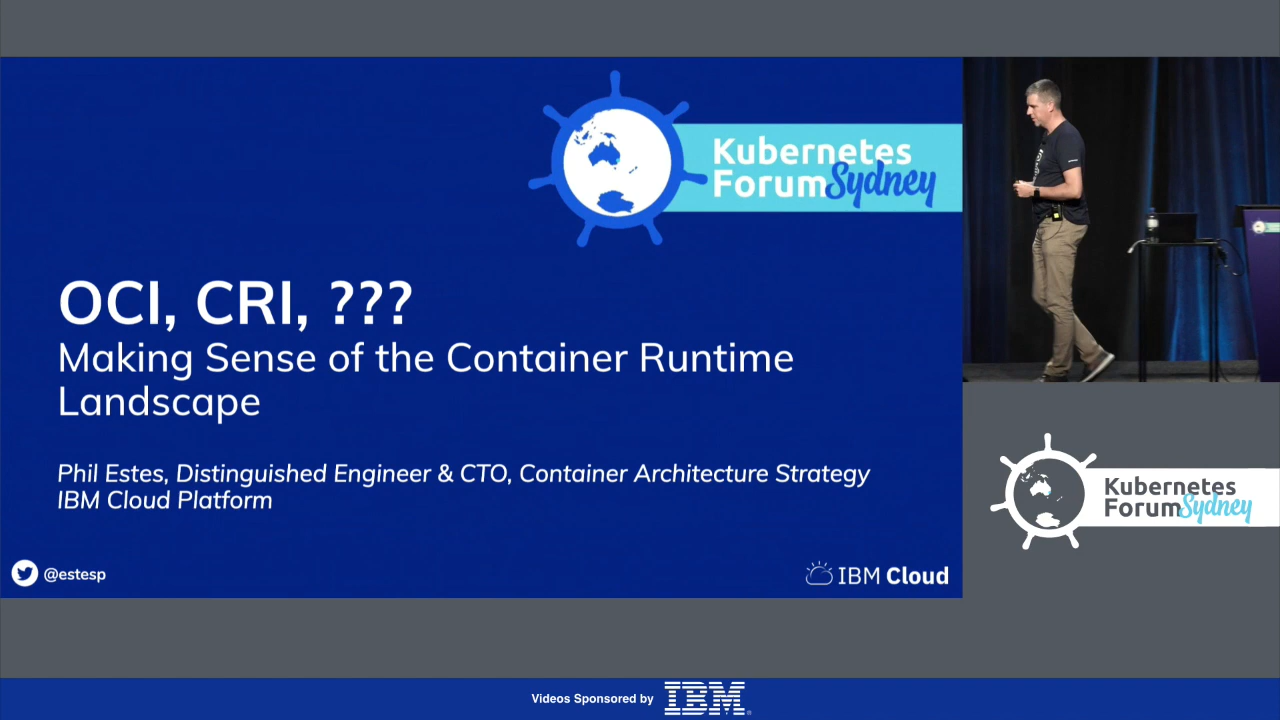 Kubernetes
Forum Sydney
OCI, CRI, ???
Making Sense of the Container Runtime
Landscape
Phil Estes, Distinguished Engineer & CTO, Container Architecture Strategy
IBM Cloud Platform
@estesp
IBM Cloud
Kubernetes
Forum Sydney
Videos Sponsored by IBM